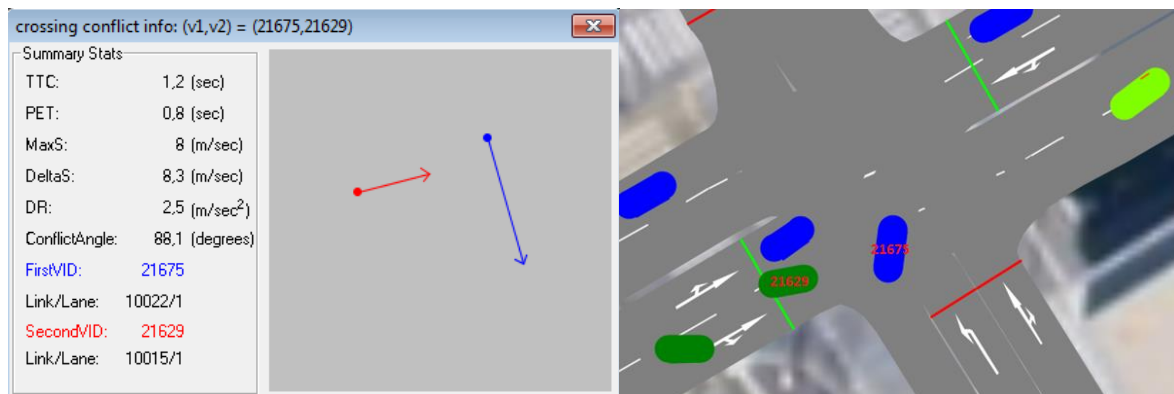 crossing conflict info: (v1,v2) = (21675,21629)
Summary Stats
TTC: 1,2 (sec)
PET: 0,8 (sec)
MaxS: 8 (m/sec)
DeltaS: 8,3 (m/sec)
DR: 2,5 (m/sec²)
ConflictAngle: 88,1 (degrees)
FirstVID: 21675
Link/Lane: 10022/1
SecondVID: 21629
Link/Lane: 10015/1
21675
21629